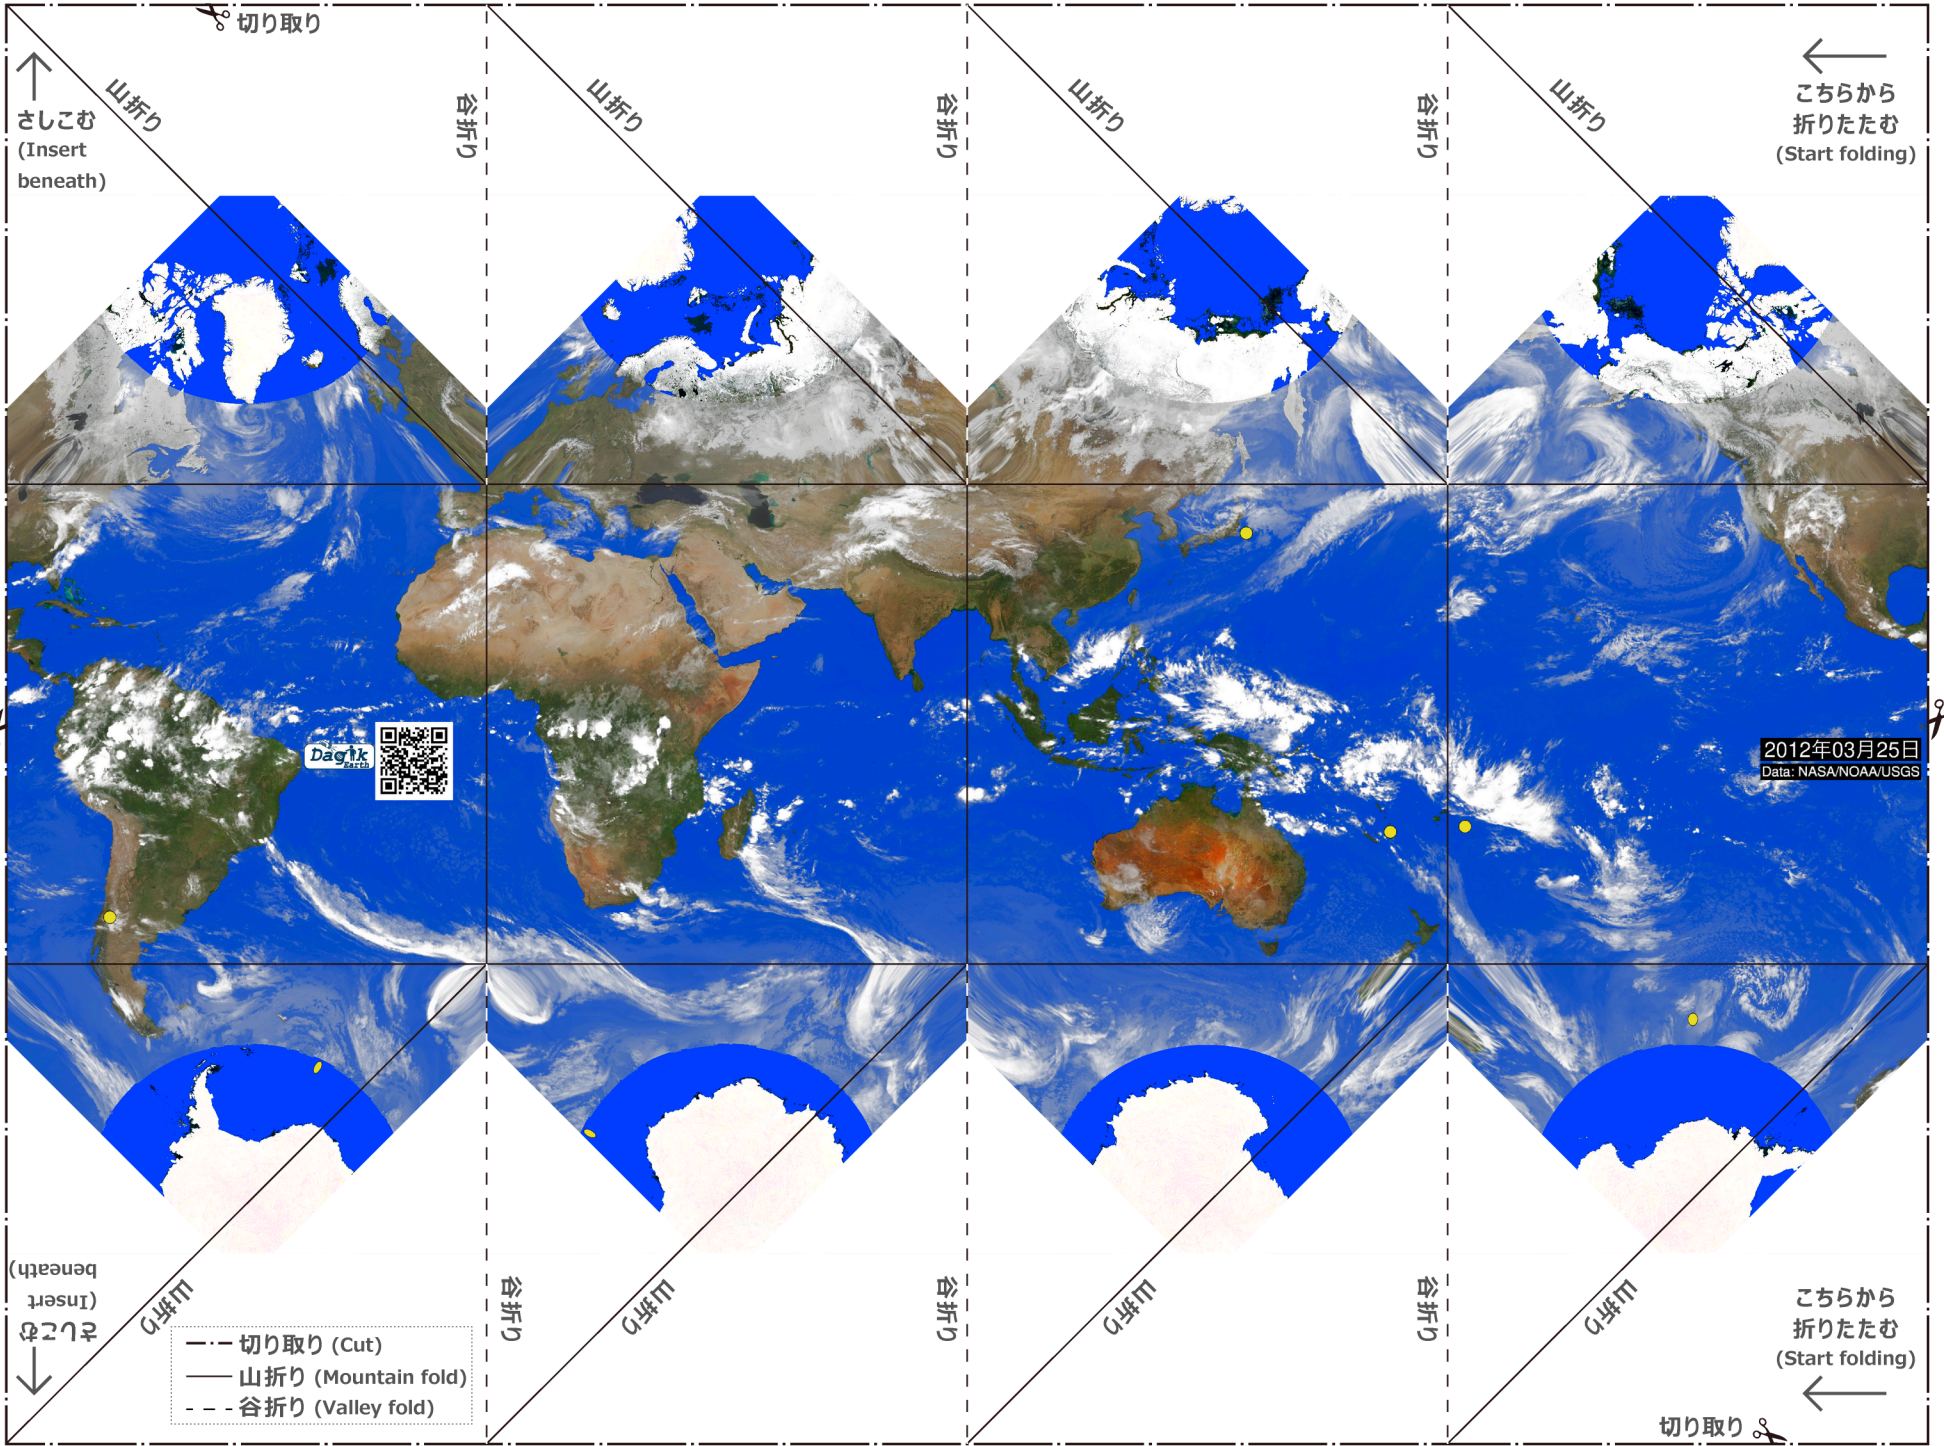 切り取り
さしこむ
(Insert
beneath)
山折り
谷折り
山折り
谷折り
山折り
谷折り
山折り
こちらから
折りたたむ
(Start folding)
Dagik
Earth
2012年03月25日
Data: NASA/NOAA/USGS
さしこむ
(Insert
beneath)
山折り
谷折り
山折り
谷折り
山折り
谷折り
山折り
切り取り (Cut)
山折り (Mountain fold)
谷折り (Valley fold)
こちらから
折りたたむ
(Start folding)
切り取り